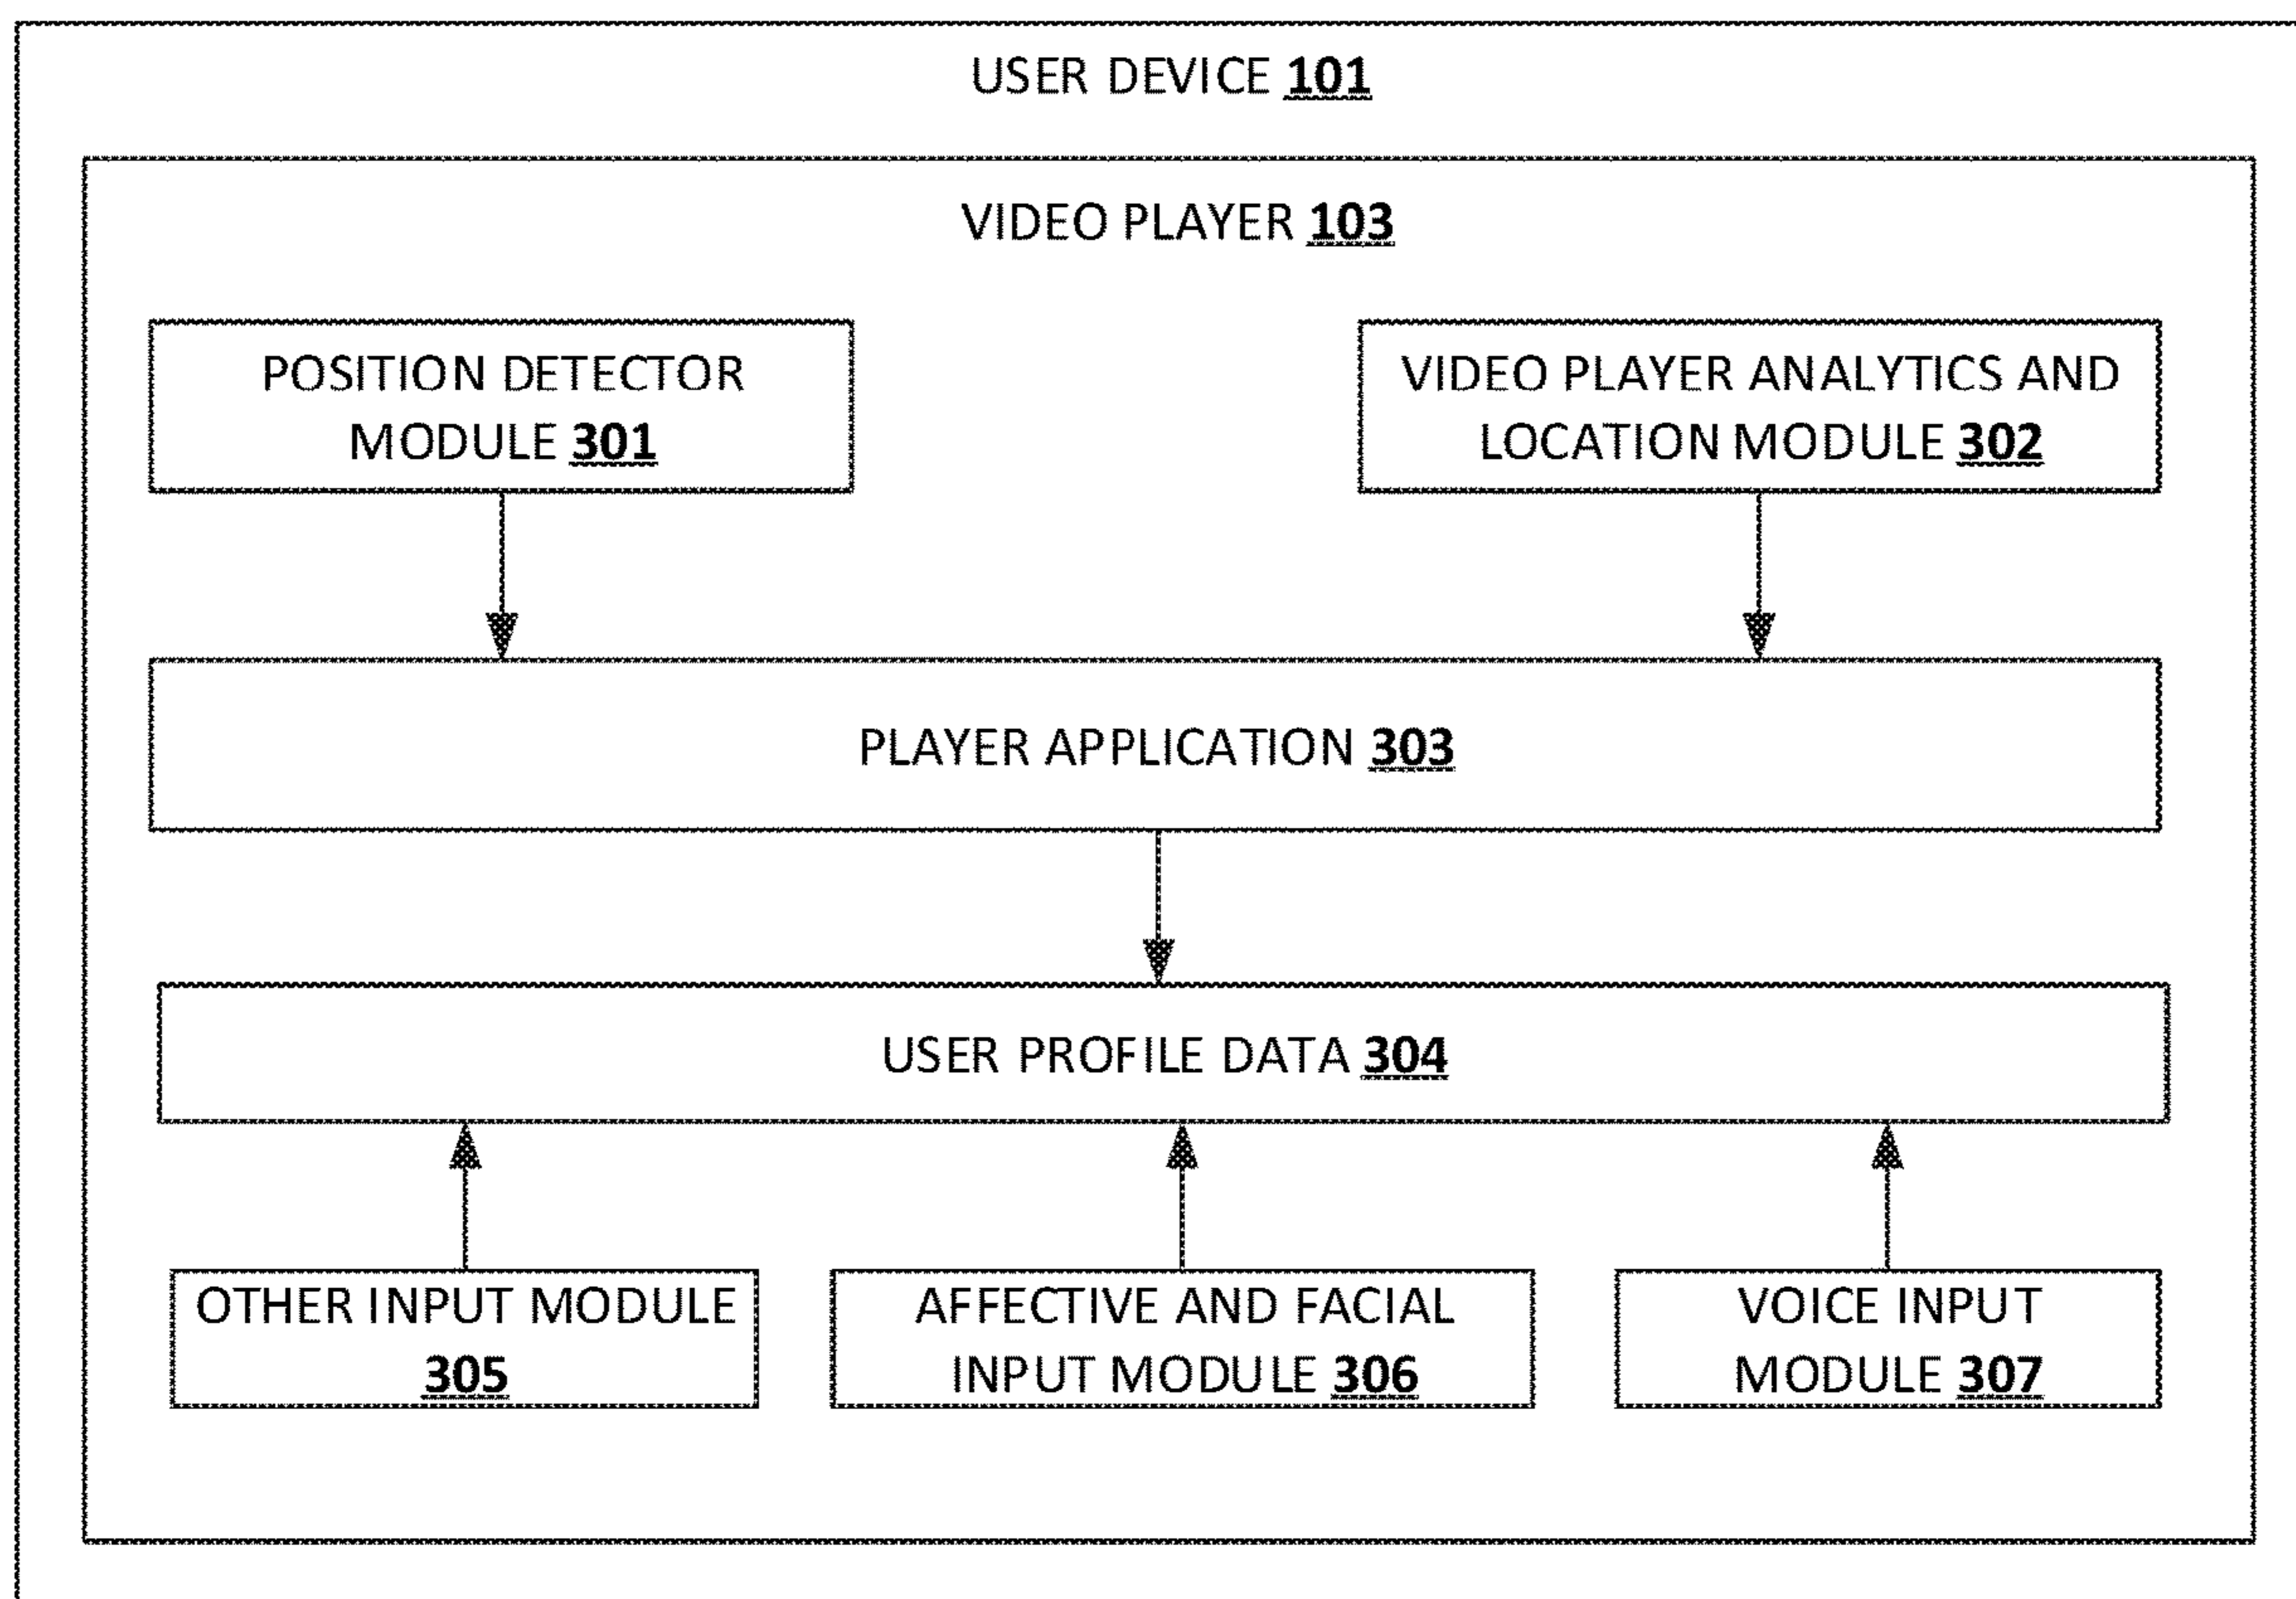 USER DEVICE 101
VIDEO PLAYER 103
POSITION DETECTOR
MODULE 301
VIDEO PLAYER ANALYTICS AND
LOCATION MODULE 302
PLAYER APPLICATION 303
USER PROFILE DATA 304
OTHER INPUT MODULE
305
AFFECTIVE AND FACIAL
INPUT MODULE 306
VOICE INPUT
MODULE 307